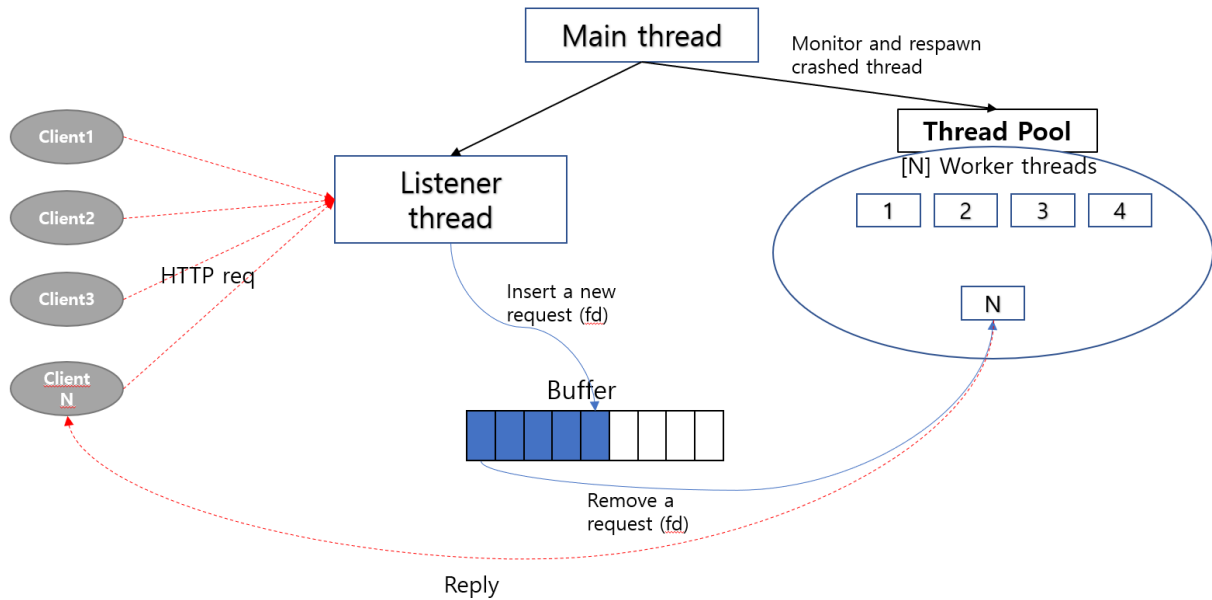 Main thread
Monitor and respawn
crashed thread
Client1
Thread Pool
[N] Worker threads
Listener
thread
1
2
3
4
Client2
HTTP req
Client3
Insert a new
request (fd)
N
Client
N
Buffer
Remove a
request (fd)
Reply